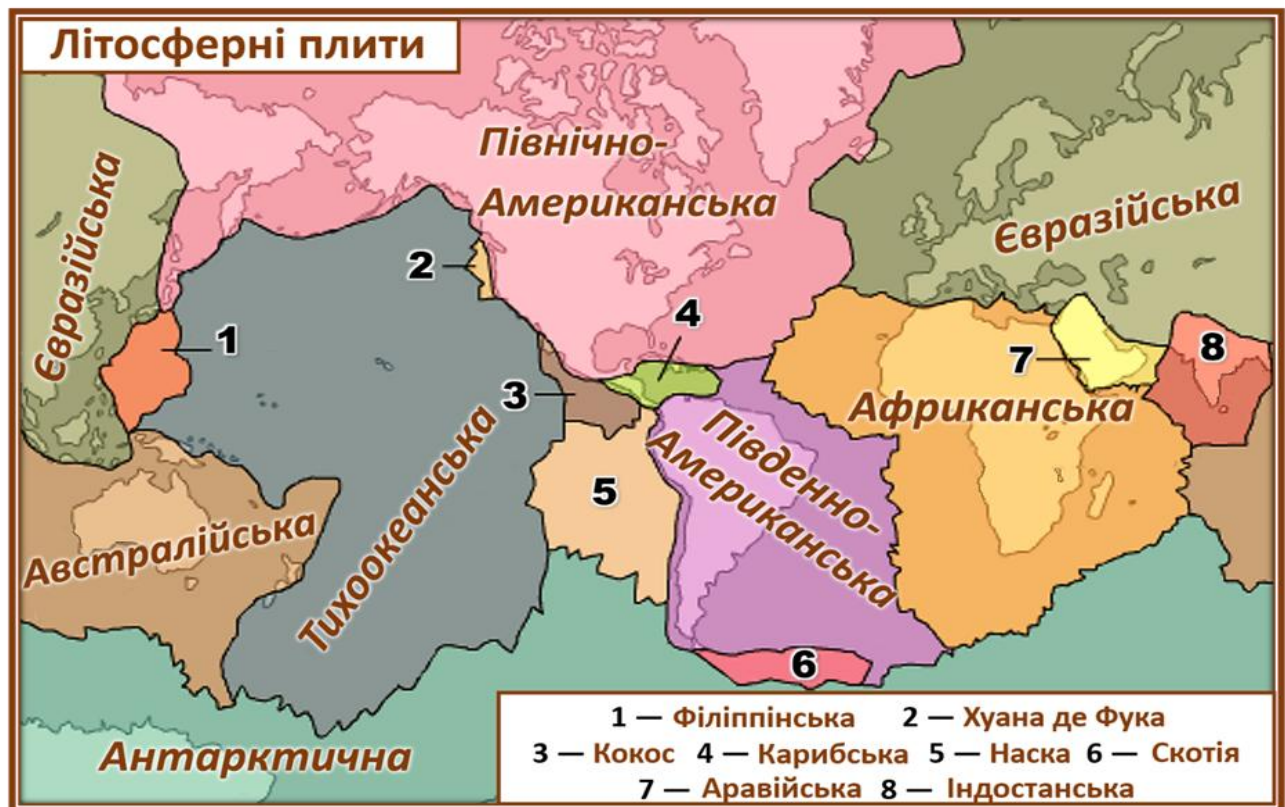 Літосферні плити
Північно-
Американська
Євразійська
Євразійська
2
4
1
7
8
3
Африканська
5
Південно-
Американська
Тихоокеанська
Австралійська
6
Антарктична
1 — Філіппінська 2 — Хуана де Фука
3 — Кокос 4 — Карибська 5 — Наска 6 — Скотія
7 — Аравійська 8 — Індостанська